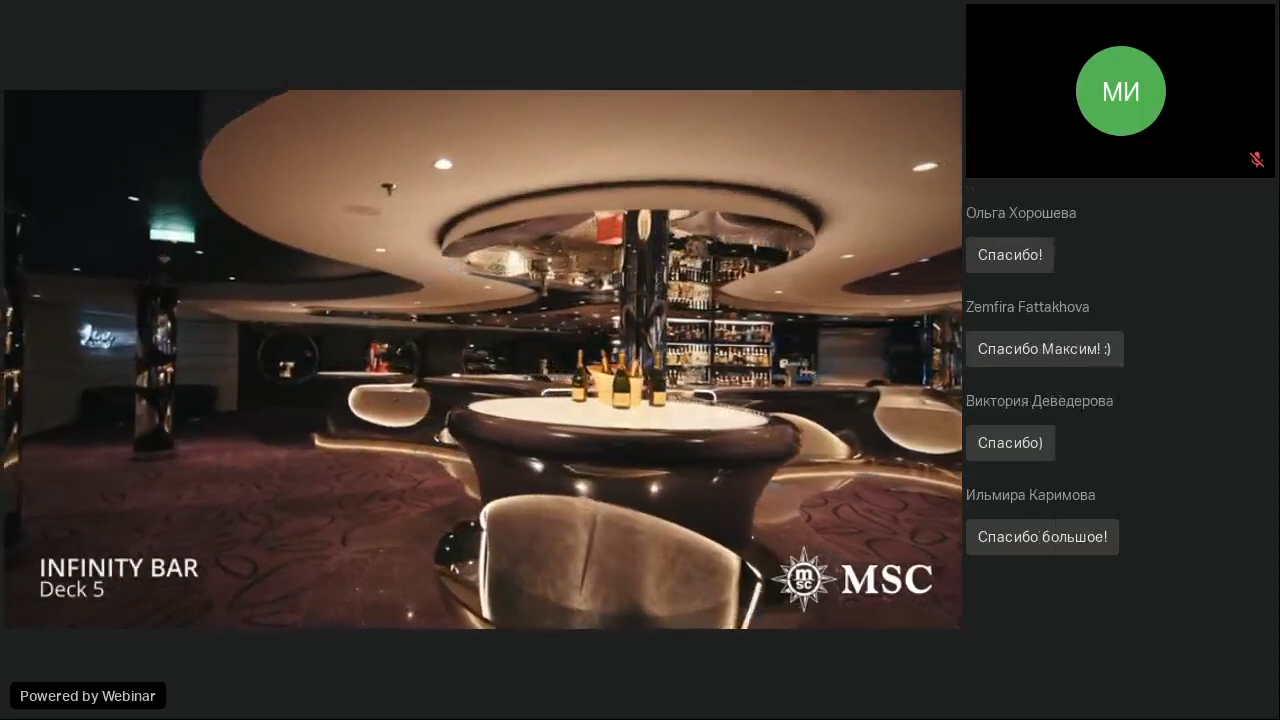 INFINITY BAR
Deck 5
msc
MSC
МИ
Ольга Хорошева
Спасибо!
Zemfira Fattakhova
Спасибо Максим! :)
Виктория Деведерова
Спасибо)
Ильмира Каримова
Спасибо большое!
Powered by Webinar